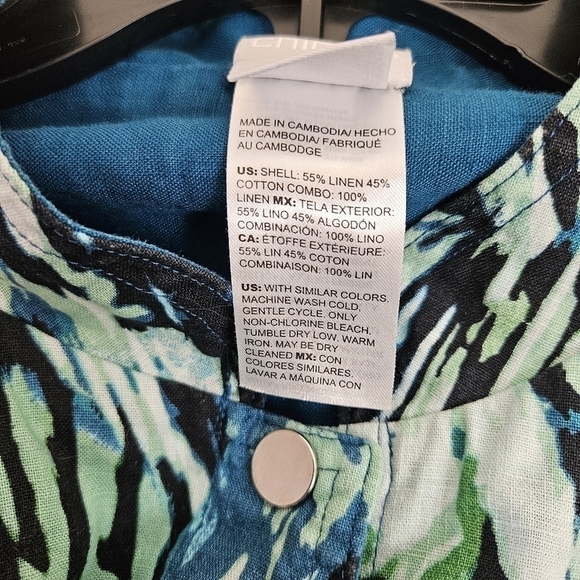 MADE IN CAMBODIA/ HECHO
EN CAMBODIA/ FABRIQUÉ
AU CAMBODGE
US: SHELL: 55% LINEN 45%
COTTON COMBO: 100%
LINEN MX: TELA EXTERIOR:
55% LINO 45% ALGODÓN
COMBINACIÓN: 100% LINO
CA: ÉTOFFE EXTÉRIEURE:
55% LIN 45% COTON
COMBINAISON: 100% LIN
US: WITH SIMILAR COLORS.
MACHINE WASH COLD,
GENTLE CYCLE. ONLY
NON-CHLORINE BLEACH.
TUMBLE DRY LOW. WARM
IRON. MAY BE DRY
CLEANED MX: CON
COLORES SIMILARES.
LAVAR A MÁQUINA CON